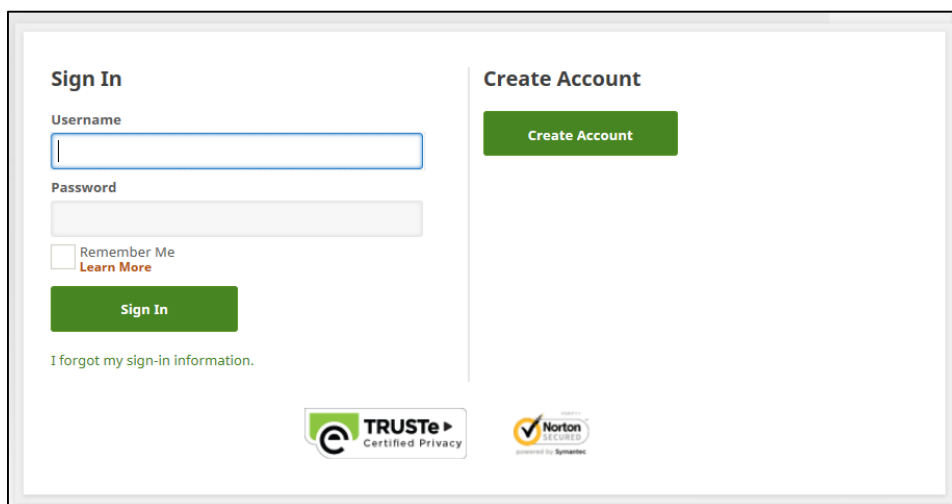 Sign In
Username
Password
Remember Me
Learn More
Sign In
I forgot my sign-in information.
Create Account
Create Account
TRUSTe
Certified Privacy
Norton
SECURED
powered by Symantec